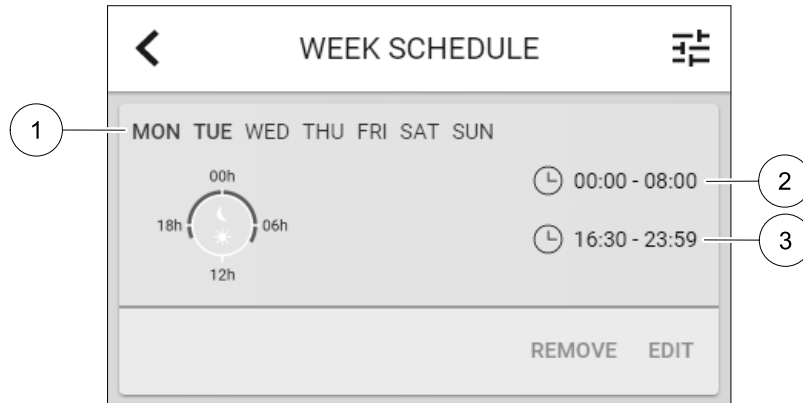 WEEK SCHEDULE
1
MON TUE WED THU FRI SAT SUN
00h
18h
06h
12h
00:00 - 08:00
2
16:30 - 23:59
3
REMOVE EDIT